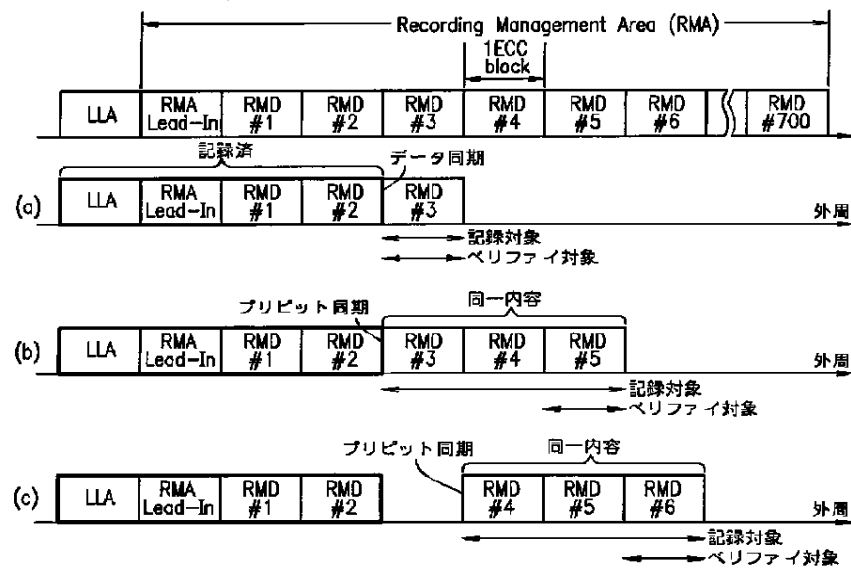 Recording Management Area (RMA)
1ECC
block
LLA RMA Lead-In RMD #1 RMD #2 RMD #3 RMD #4 RMD #5 RMD #6 RMD #700
記録済
データ同期
(a) LLA RMA Lead-In RMD #1 RMD #2 RMD #3 外周
記録対象
ベリファイ対象
プリピット同期 同一内容
(b) LLA RMA Lead-In RMD #1 RMD #2 RMD #3 RMD #4 RMD #5 外周
記録対象
ベリファイ対象
プリピット同期 同一内容
(c) LLA RMA Lead-In RMD #1 RMD #2 RMD #4 RMD #5 RMD #6 外周
記録対象
ベリファイ対象